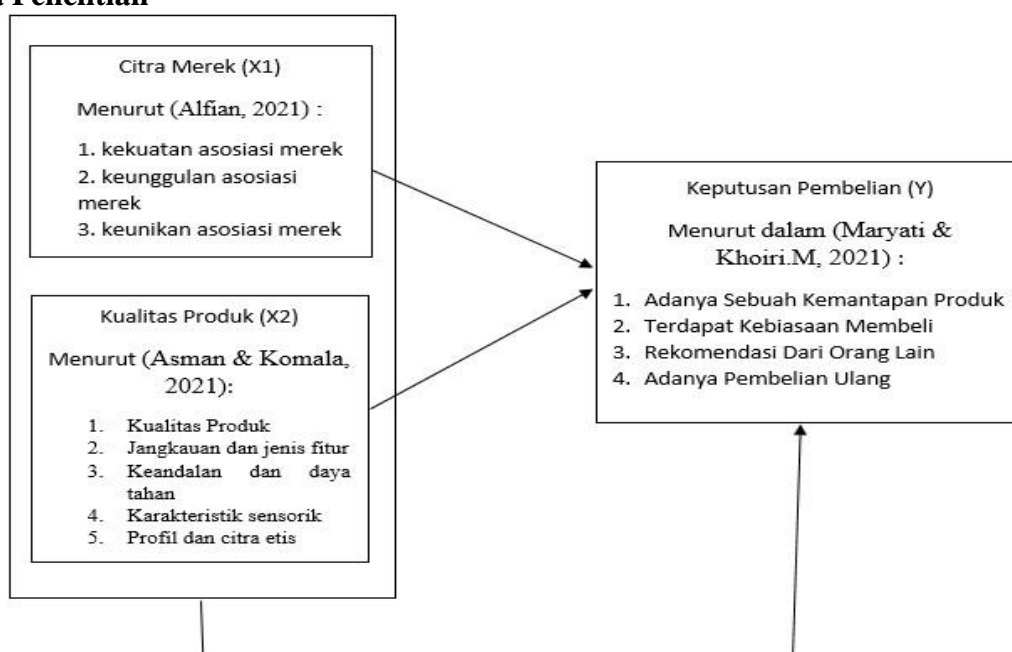 Penelitian
Citra Merek (X1)
Menurut (Alfian, 2021) :
1. kekuatan asosiasi merek
2. keunggulan asosiasi
merek
3. keunikan asosiasi merek
Kualitas Produk (X2)
Menurut (Asman & Komala,
2021):
1. Kualitas Produk
2. Jangkauan dan jenis fitur
3. Keandalan dan daya
tahan
4. Karakteristik sensorik
5. Profil dan citra etis
Keputusan Pembelian (Y)
Menurut dalam (Maryati &
Khoiri.M, 2021) :
1. Adanya Sebuah Kemantapan Produk
2. Terdapat Kebiasaan Membeli
3. Rekomendasi Dari Orang Lain
4. Adanya Pembelian Ulang